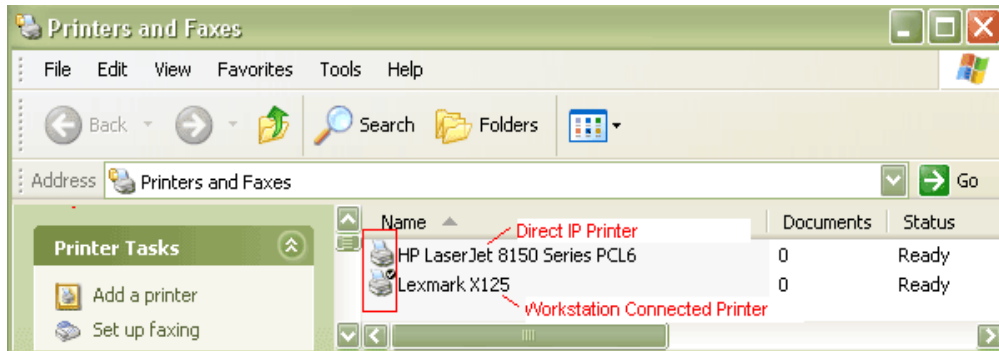 Printers and Faxes
File Edit View Favorites Tools Help
Back Search Folders
Address Printers and Faxes Go
Name Documents Status
Direct IP Printer
Printer Tasks
HP LaserJet 8150 Series PCL6 0 Ready
Lexmark X125 0 Ready
Add a printer
Workstation Connected Printer
Set up faxing